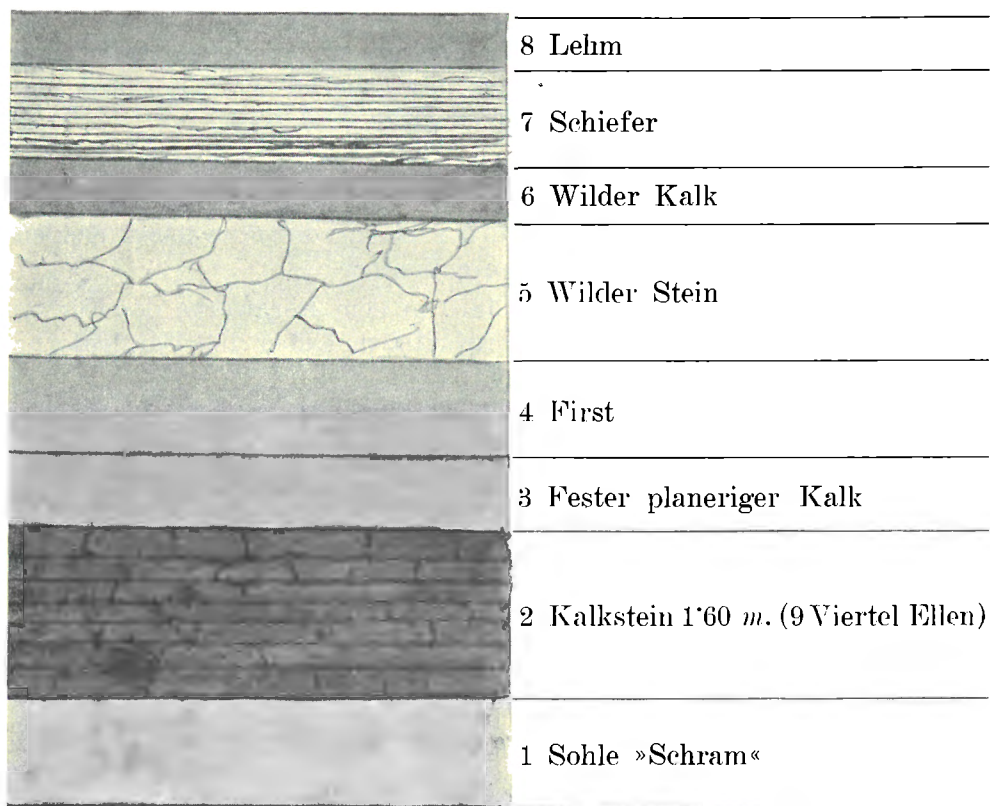 8 Lehm
7 Schiefer
6 Wilder Kalk
5 Wilder Stein
4 First
3 Fester planeriger Kalk
2 Kalkstein 1·60 m. (9 Viertel Ellen)
1 Sohle »Schram«